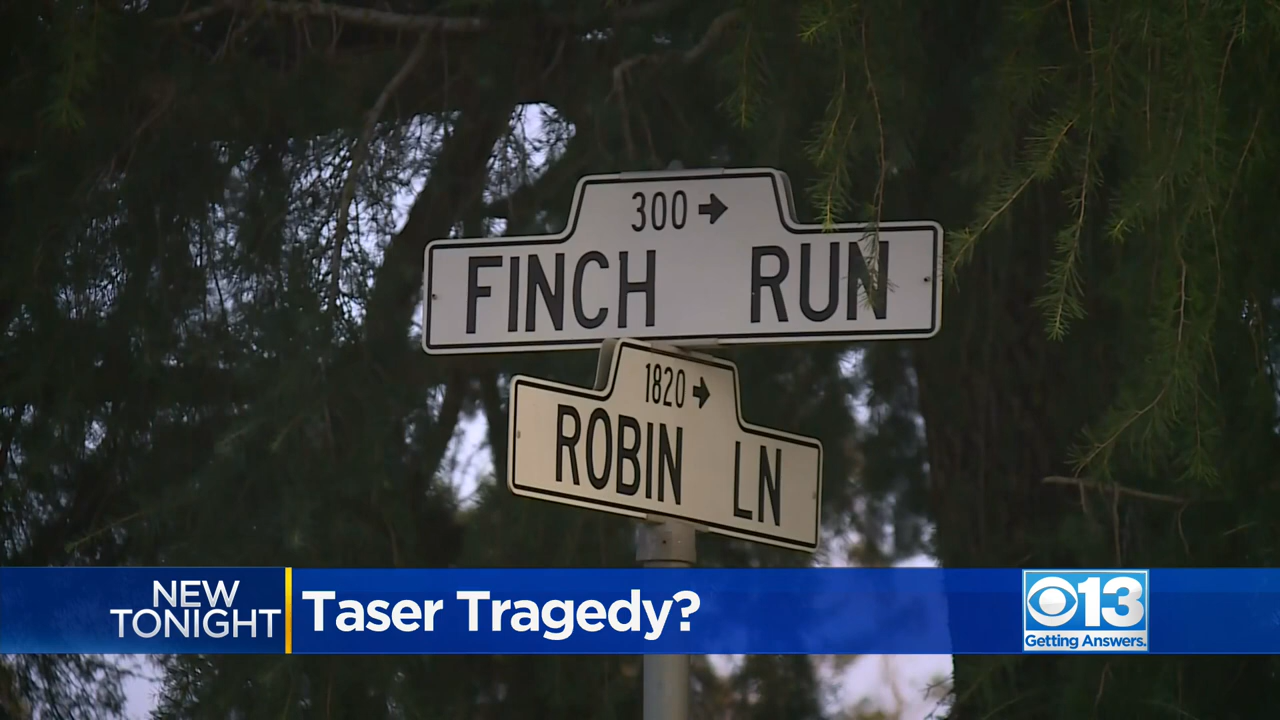 300 →
FINCH RUN
1820 →
ROBIN LN
NEW
TONIGHT
Taser Tragedy?
13
Getting Answers.